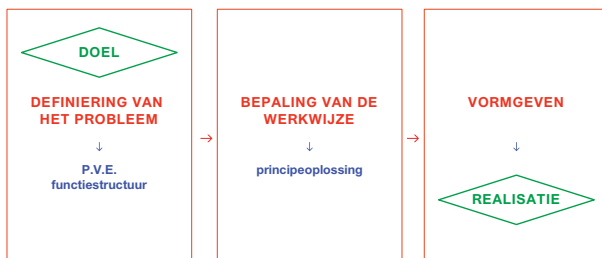 DOEL
DEFINIERING VAN
HET PROBLEEM
↓
P.V.E.
functiestructuur
→
BEPALING VAN DE
WERKWIJZE
↓
principeoplossing
→
VORMGEVEN
↓
REALISATIE